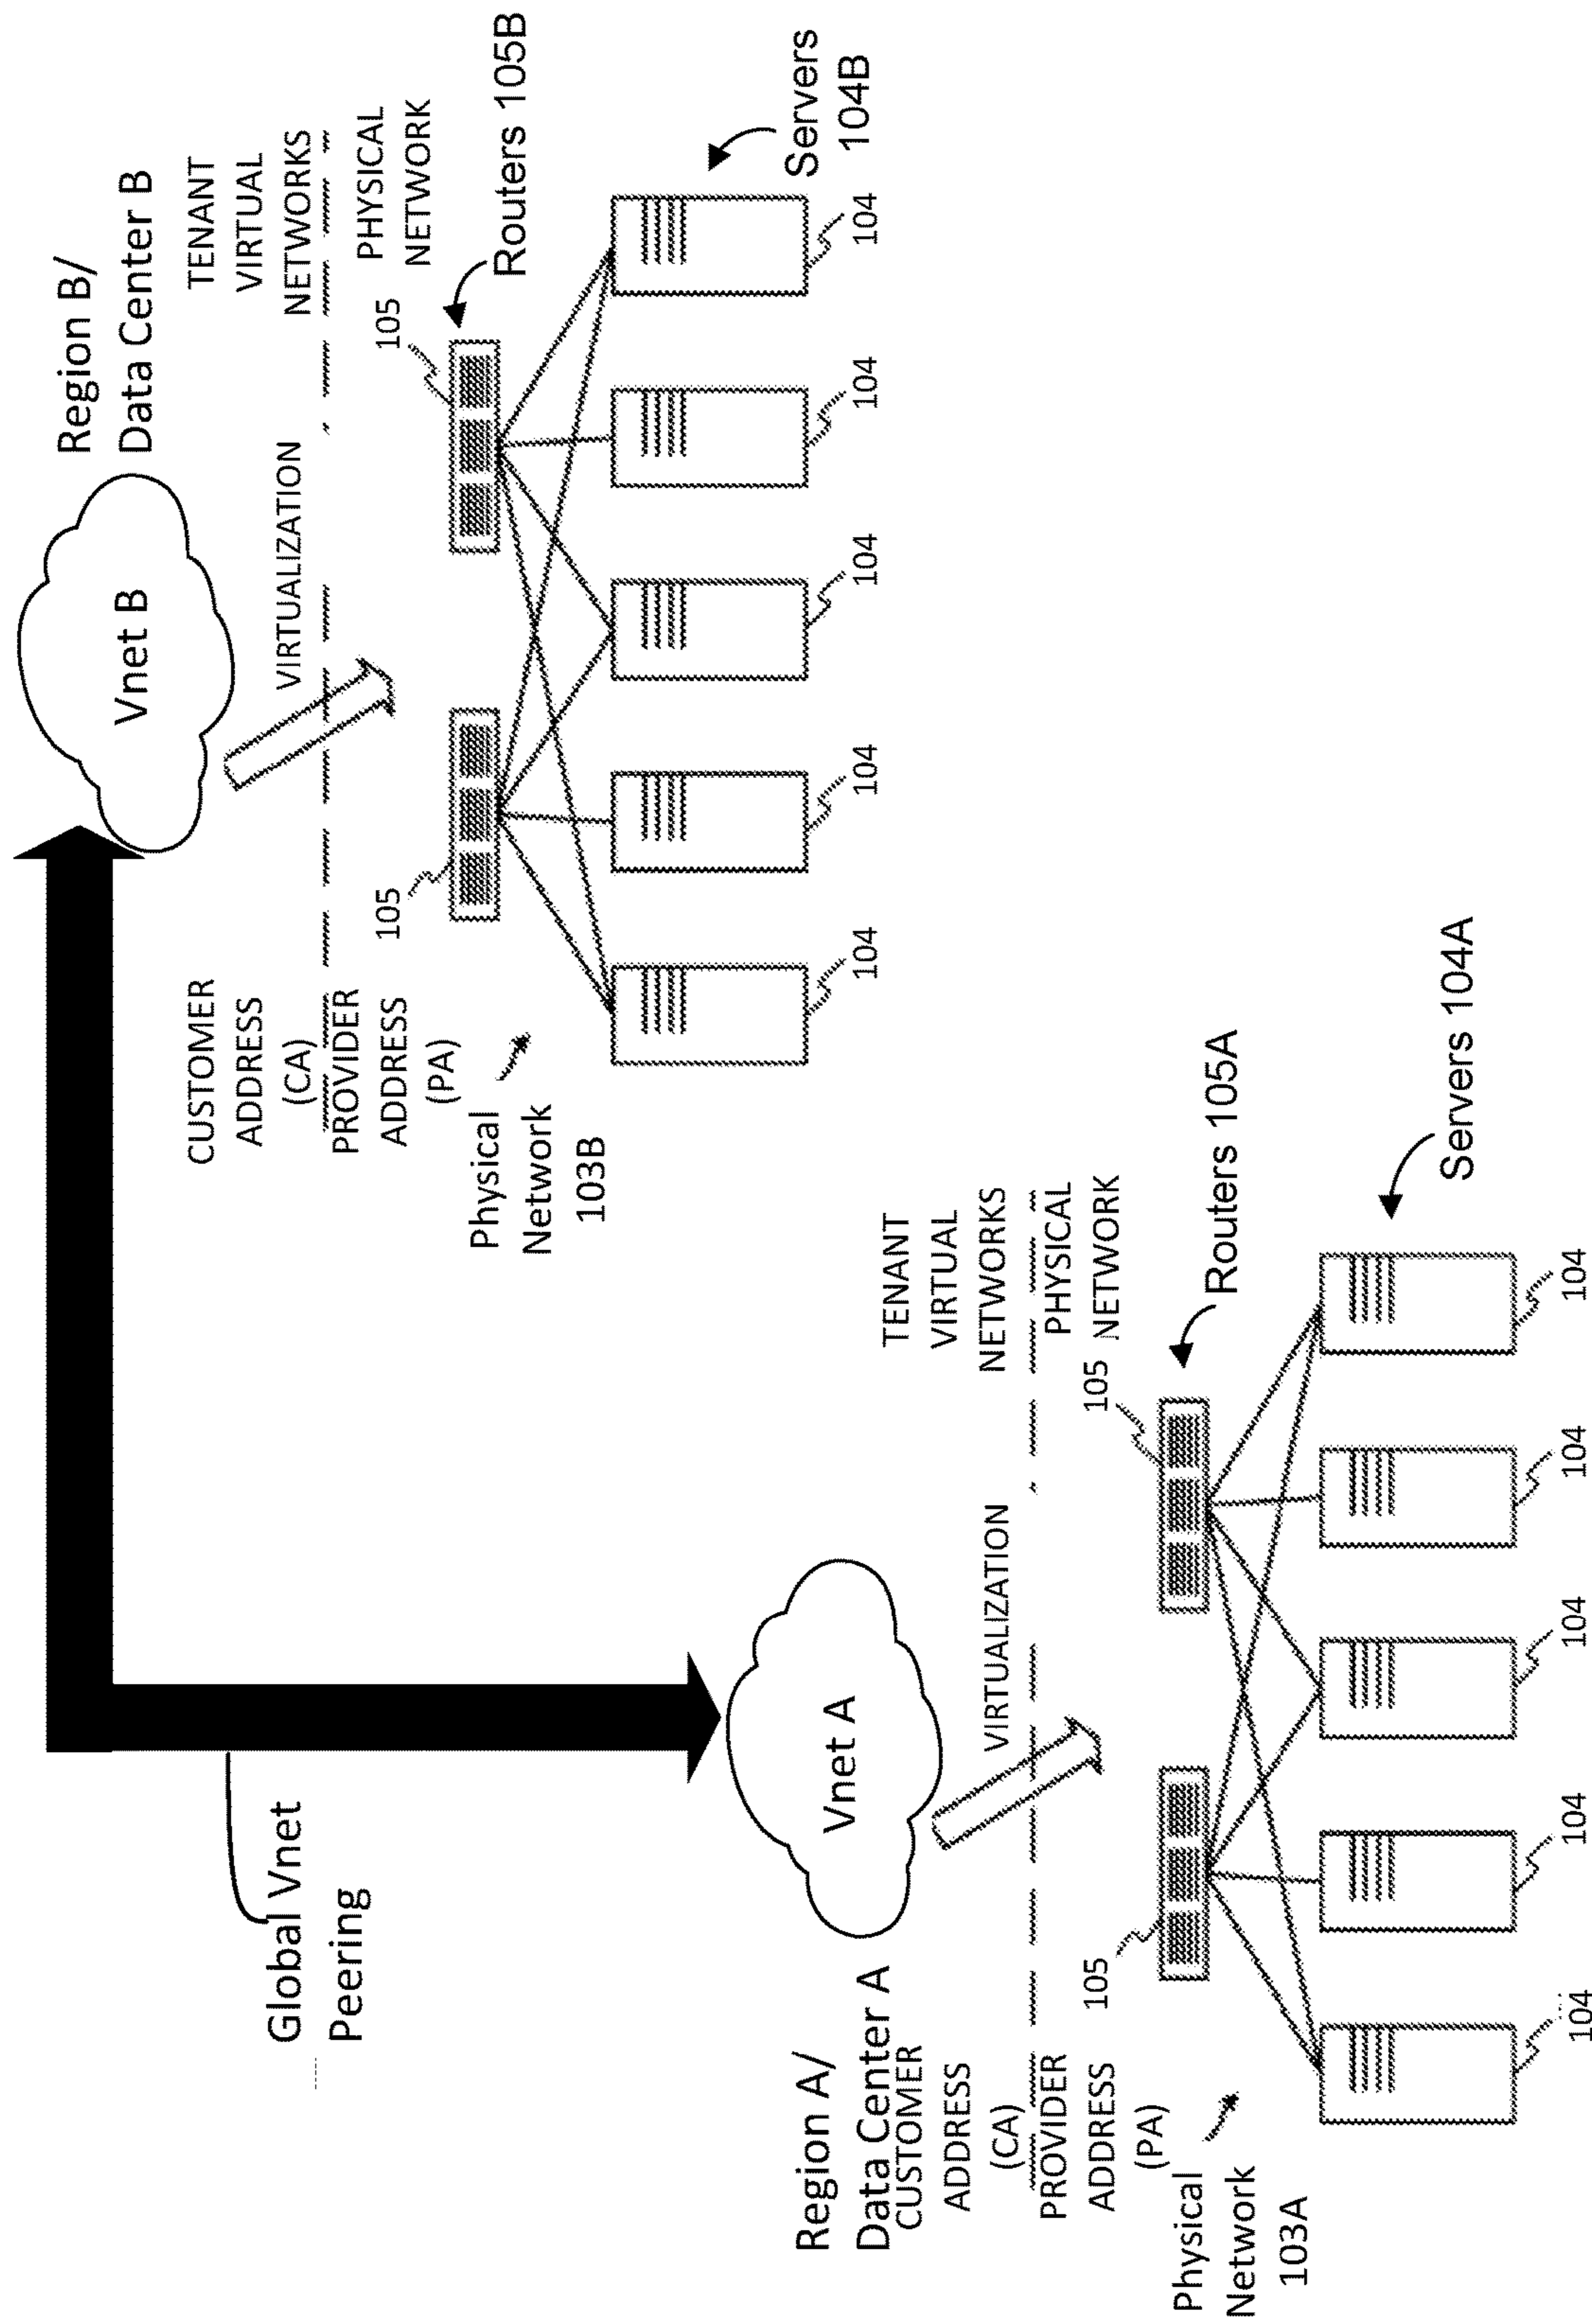 Global Vnet
Peering
Region B/
Data Center B
Vnet B
VIRTUALIZATION
CUSTOMER
ADDRESS
(CA)
PROVIDER
ADDRESS
(PA)
TENANT
VIRTUAL
NETWORKS
PHYSICAL
NETWORK
105
105
Routers 105B
Physical
Network
103B
Servers
104B
104
104
104
104
104
Region A/
Data Center A
Vnet A
VIRTUALIZATION
CUSTOMER
ADDRESS
(CA)
PROVIDER
ADDRESS
(PA)
TENANT
VIRTUAL
NETWORKS
PHYSICAL
NETWORK
105
105
Routers 105A
Physical
Network
103A
Servers 104A
104
104
104
104
104